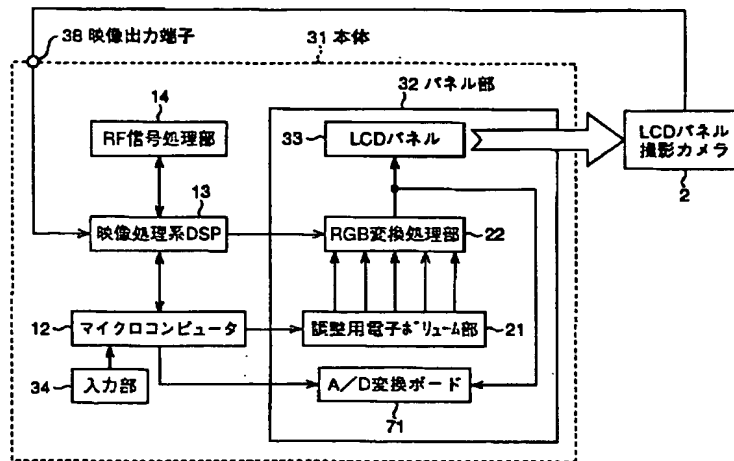 38 映像出力端子
31 本体
32 パネル部
14
RF信号処理部
33
LCDパネル
LCDパネル
撮影カメラ
2
13
映像処理系DSP
RGB変換処理部
22
12
マイクロコンピュータ
調整用電子ボリューム部
21
34
入力部
A/D変換ボード
71